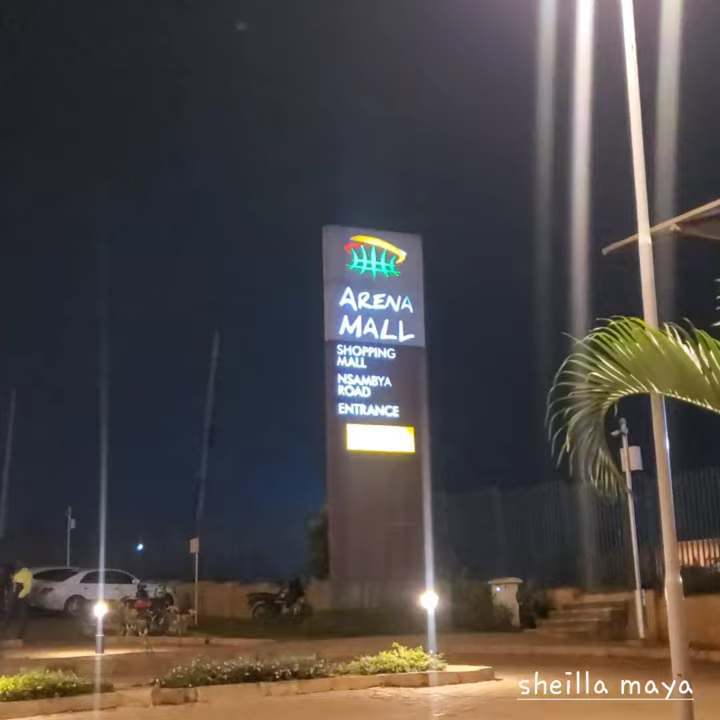 ARENA
MALL
SHOPPING
MALL
NSAMBYA
ROAD
ENTRANCE
sheilla maya